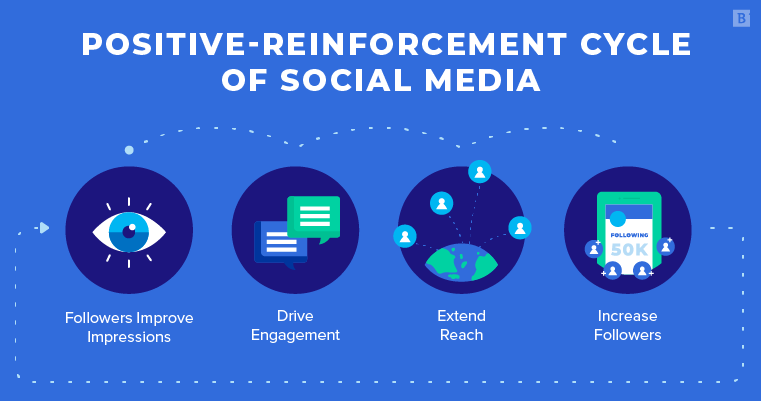 B
POSITIVE-REINFORCEMENT CYCLE
OF SOCIAL MEDIA
FOLLOWING
50K
Followers Improve
Impressions
Drive
Engagement
Extend
Reach
Increase
Followers